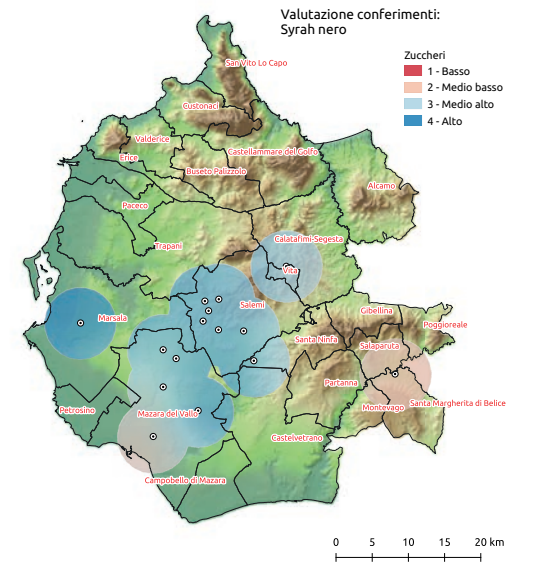 Valutazione conferimenti:
Syrah nero
Zuccheri
1 - Basso
2 - Medio basso
3 - Medio alto
4 - Alto
San Vito Lo Capo
Custonaci
Valderice
Erice
Castellammare del Golfo
Buseto Palizzolo
Alcamo
Paceco
Trapani
Calatafimi-Segesta
Vita
Salemi
Marsala
Gibellina
Poggioreale
Santa Ninfa
Salaparuta
Partanna
Petrosino
Mazara del Vallo
Montevago
Santa Margherita di Belice
Castelvetrano
Campobello di Mazara
0 5 10 15 20 km